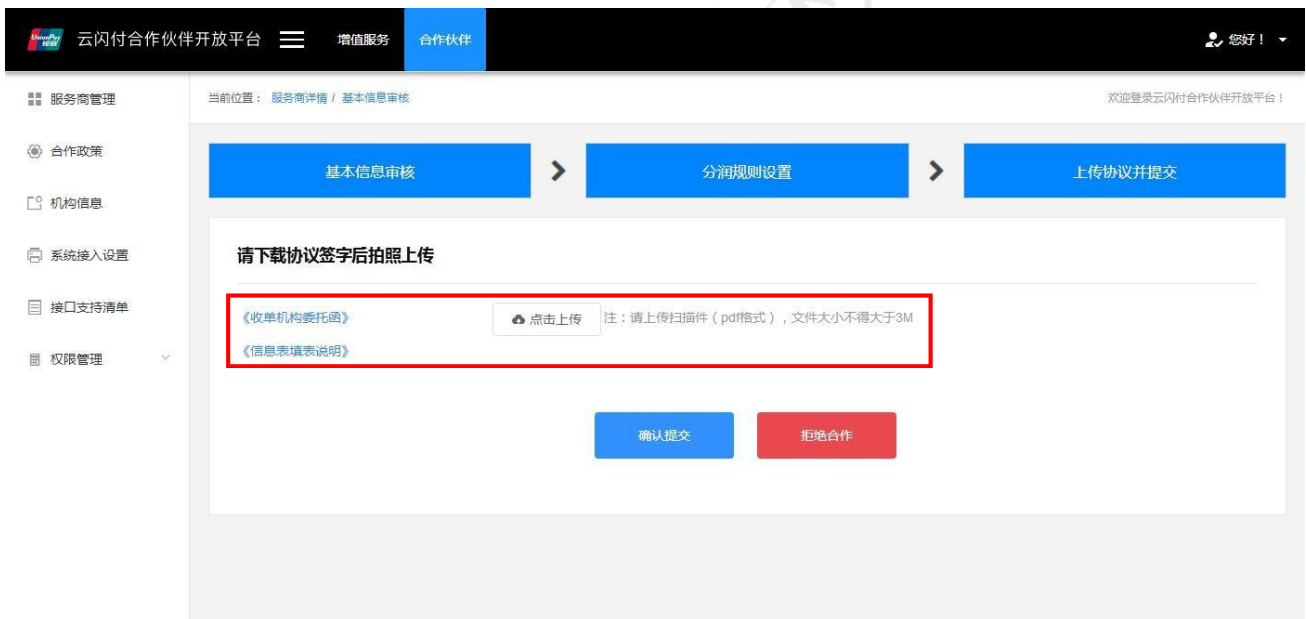 UnionPay 银联 云闪付合作伙伴开放平台 增值服务 合作伙伴 您好！
服务商管理
合作政策
机构信息
系统接入设置
接口支持清单
权限管理
当前位置： 服务商详情 / 基本信息审核 欢迎登录云闪付合作伙伴开放平台！
基本信息审核 分润规则设置 上传协议并提交
请下载协议签字后拍照上传
《收单机构委托函》 点击上传 注：请上传扫描件（pdf格式），文件大小不得大于3M
《信息表填表说明》
确认提交 拒绝合作